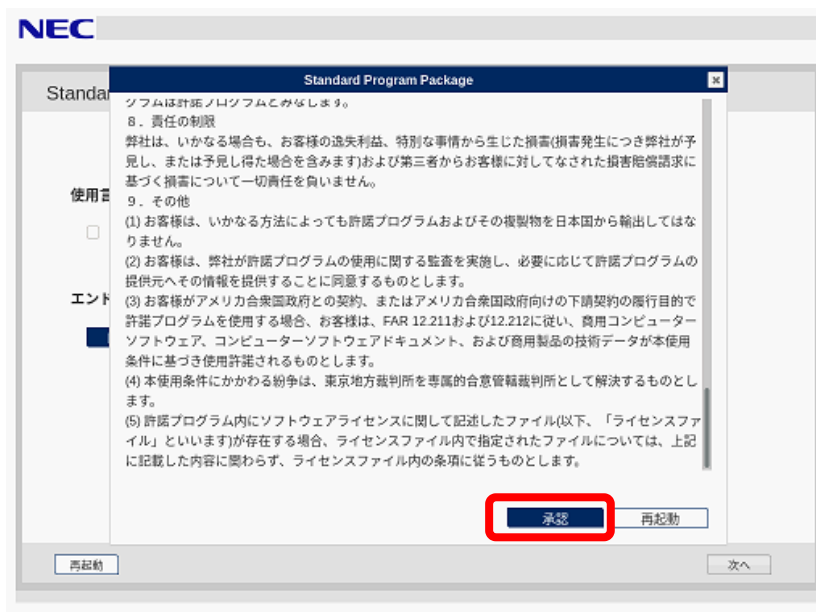 NEC
Standard Program Package
Standa
グラムは許諾プログラムとみなします。
8．責任の制限
弊社は、いかなる場合も、お客様の逸失利益、特別な事情から生じた損害(損害発生につき弊社が予
見し、または予見し得た場合を含みます)および第三者からお客様に対してなされた損害賠償請求に
基づく損害について一切責任を負いません。
使用言
9．その他
(1) お客様は、いかなる方法によっても許諾プログラムおよびその複製物を日本国から輸出してはな
りません。
(2) お客様は、弊社が許諾プログラムの使用に関する監査を実施し、必要に応じて許諾プログラムの
提供元へその情報を提供することに同意するものとします。
エンド
(3) お客様がアメリカ合衆国政府との契約、またはアメリカ合衆国政府向けの下請契約の履行目的で
許諾プログラムを使用する場合、お客様は、FAR 12.211および12.212に従い、商用コンピューター
ソフトウェア、コンピューターソフトウェアドキュメント、および商用製品の技術データが本使用
条件に基づき使用許諾されるものとします。
(4) 本使用条件にかかわる紛争は、東京地方裁判所を専属的合意管轄裁判所として解決するものとし
ます。
(5) 許諾プログラム内にソフトウェアライセンスに関して記述したファイル(以下、「ライセンスファ
イル」といいます)が存在する場合、ライセンスファイル内で指定されたファイルについては、上記
に記載した内容に関わらず、ライセンスファイル内の条項に従うものとします。
承認
再起動
再起動
次へ